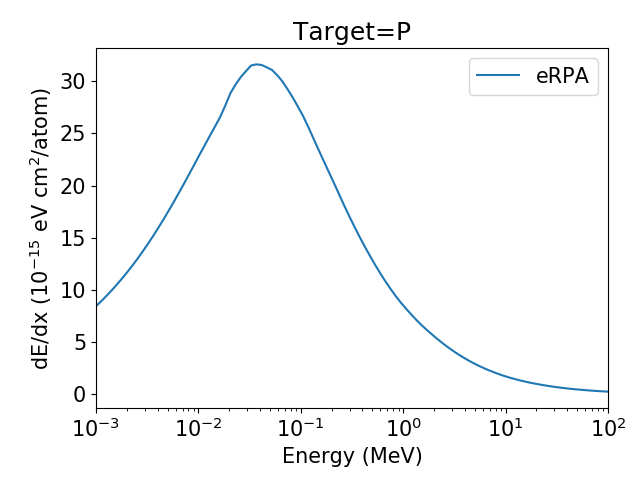 Target=P
eRPA
dE/dx (10⁻¹⁵ eV cm²/atom)
30
25
20
15
10
5
0
10⁻³ 10⁻² 10⁻¹ 10⁰ 10¹ 10²
Energy (MeV)